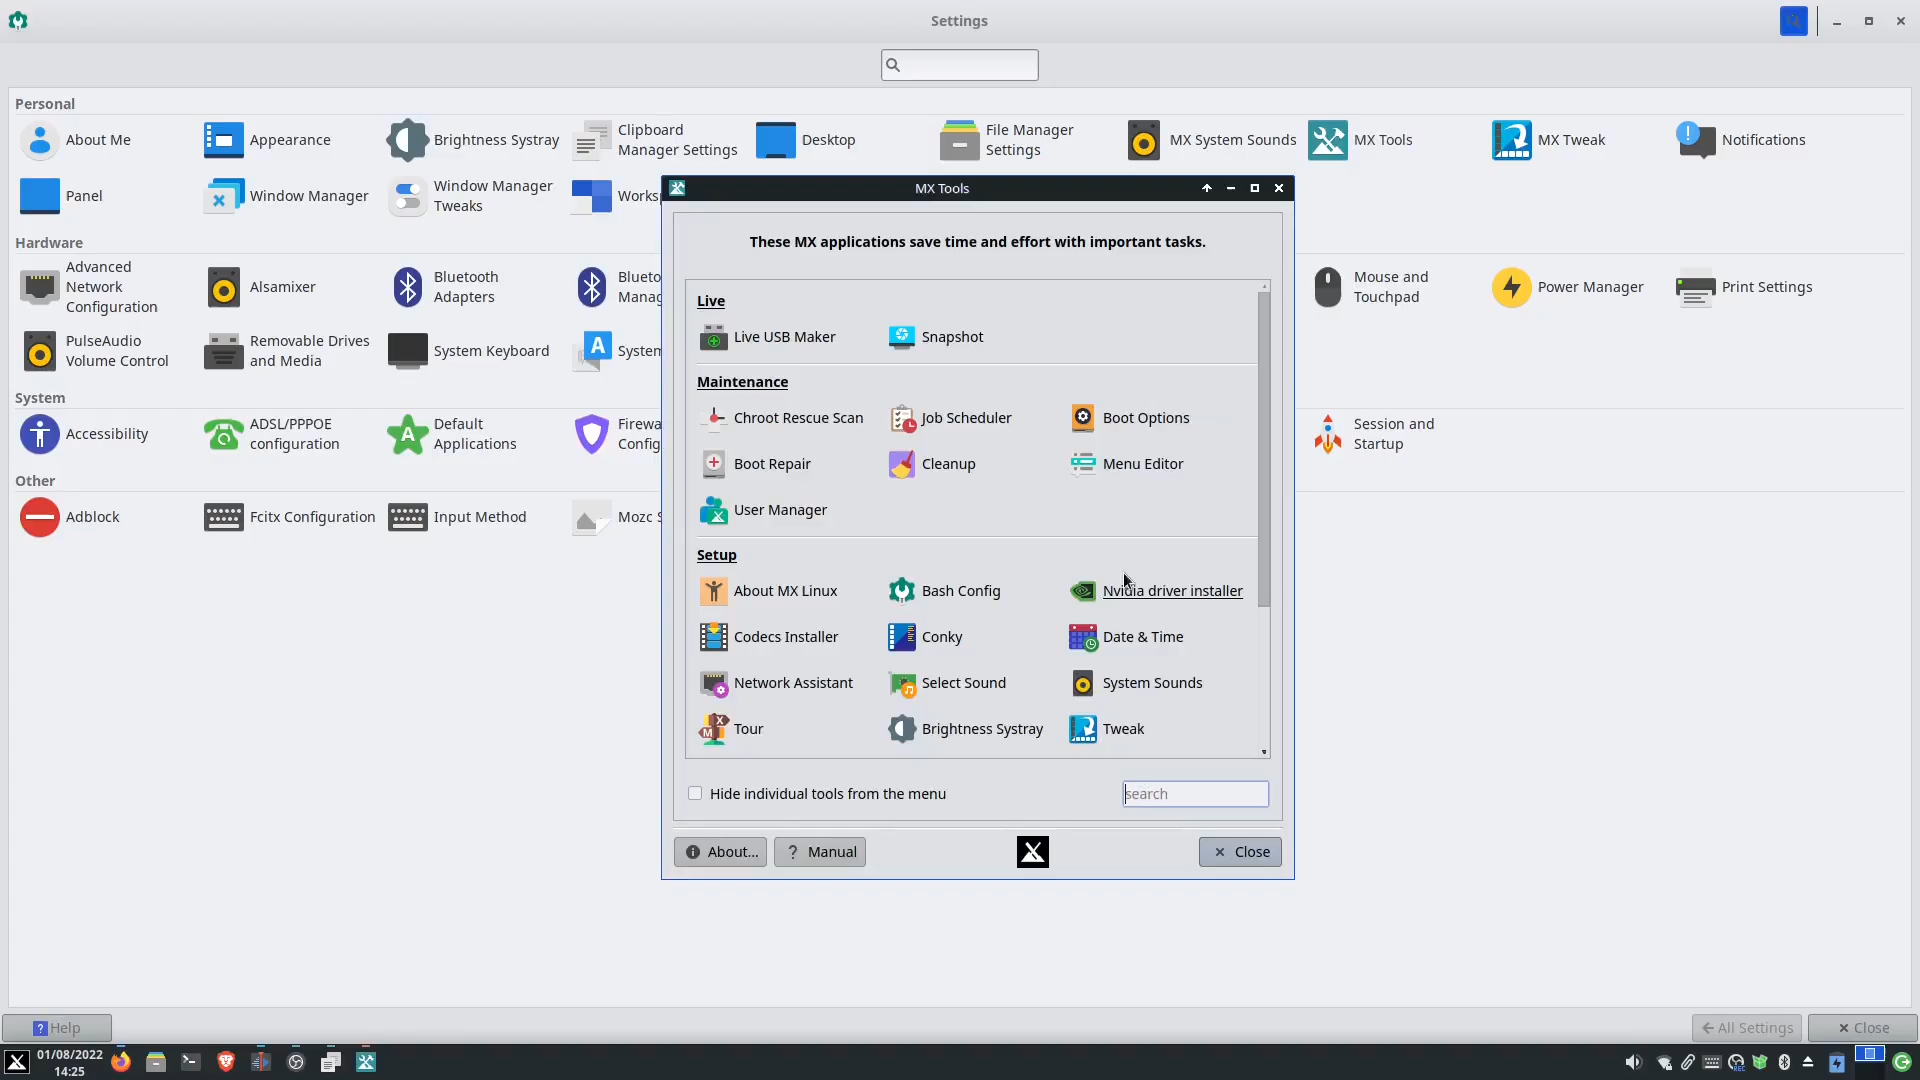 Settings
Personal
About Me
Appearance
Brightness Systray
Clipboard
Manager Settings
Desktop
File Manager
Settings
MX System Sounds
MX Tools
MX Tweak
Notifications
Panel
Window Manager
Window Manager
Tweaks
Works
Hardware
Advanced
Network
Configuration
Alsamixer
Bluetooth
Adapters
Blueto
Manag
Mouse and
Touchpad
Power Manager
Print Settings
PulseAudio
Volume Control
Removable Drives
and Media
System Keyboard
System
System
Accessibility
ADSL/PPPOE
configuration
Default
Applications
Firewa
Config
Session and
Startup
Other
Adblock
Fcitx Configuration
Input Method
Mozc S
MX Tools
These MX applications save time and effort with important tasks.
Live
Live USB Maker
Snapshot
Maintenance
Chroot Rescue Scan
Job Scheduler
Boot Options
Boot Repair
Cleanup
Menu Editor
User Manager
Setup
About MX Linux
Bash Config
Nvidia driver installer
Codecs Installer
Conky
Date & Time
Network Assistant
Select Sound
System Sounds
Tour
Brightness Systray
Tweak
Hide individual tools from the menu
search
About...
? Manual
Close
? Help
All Settings
Close
01/08/2022
14:25
REC